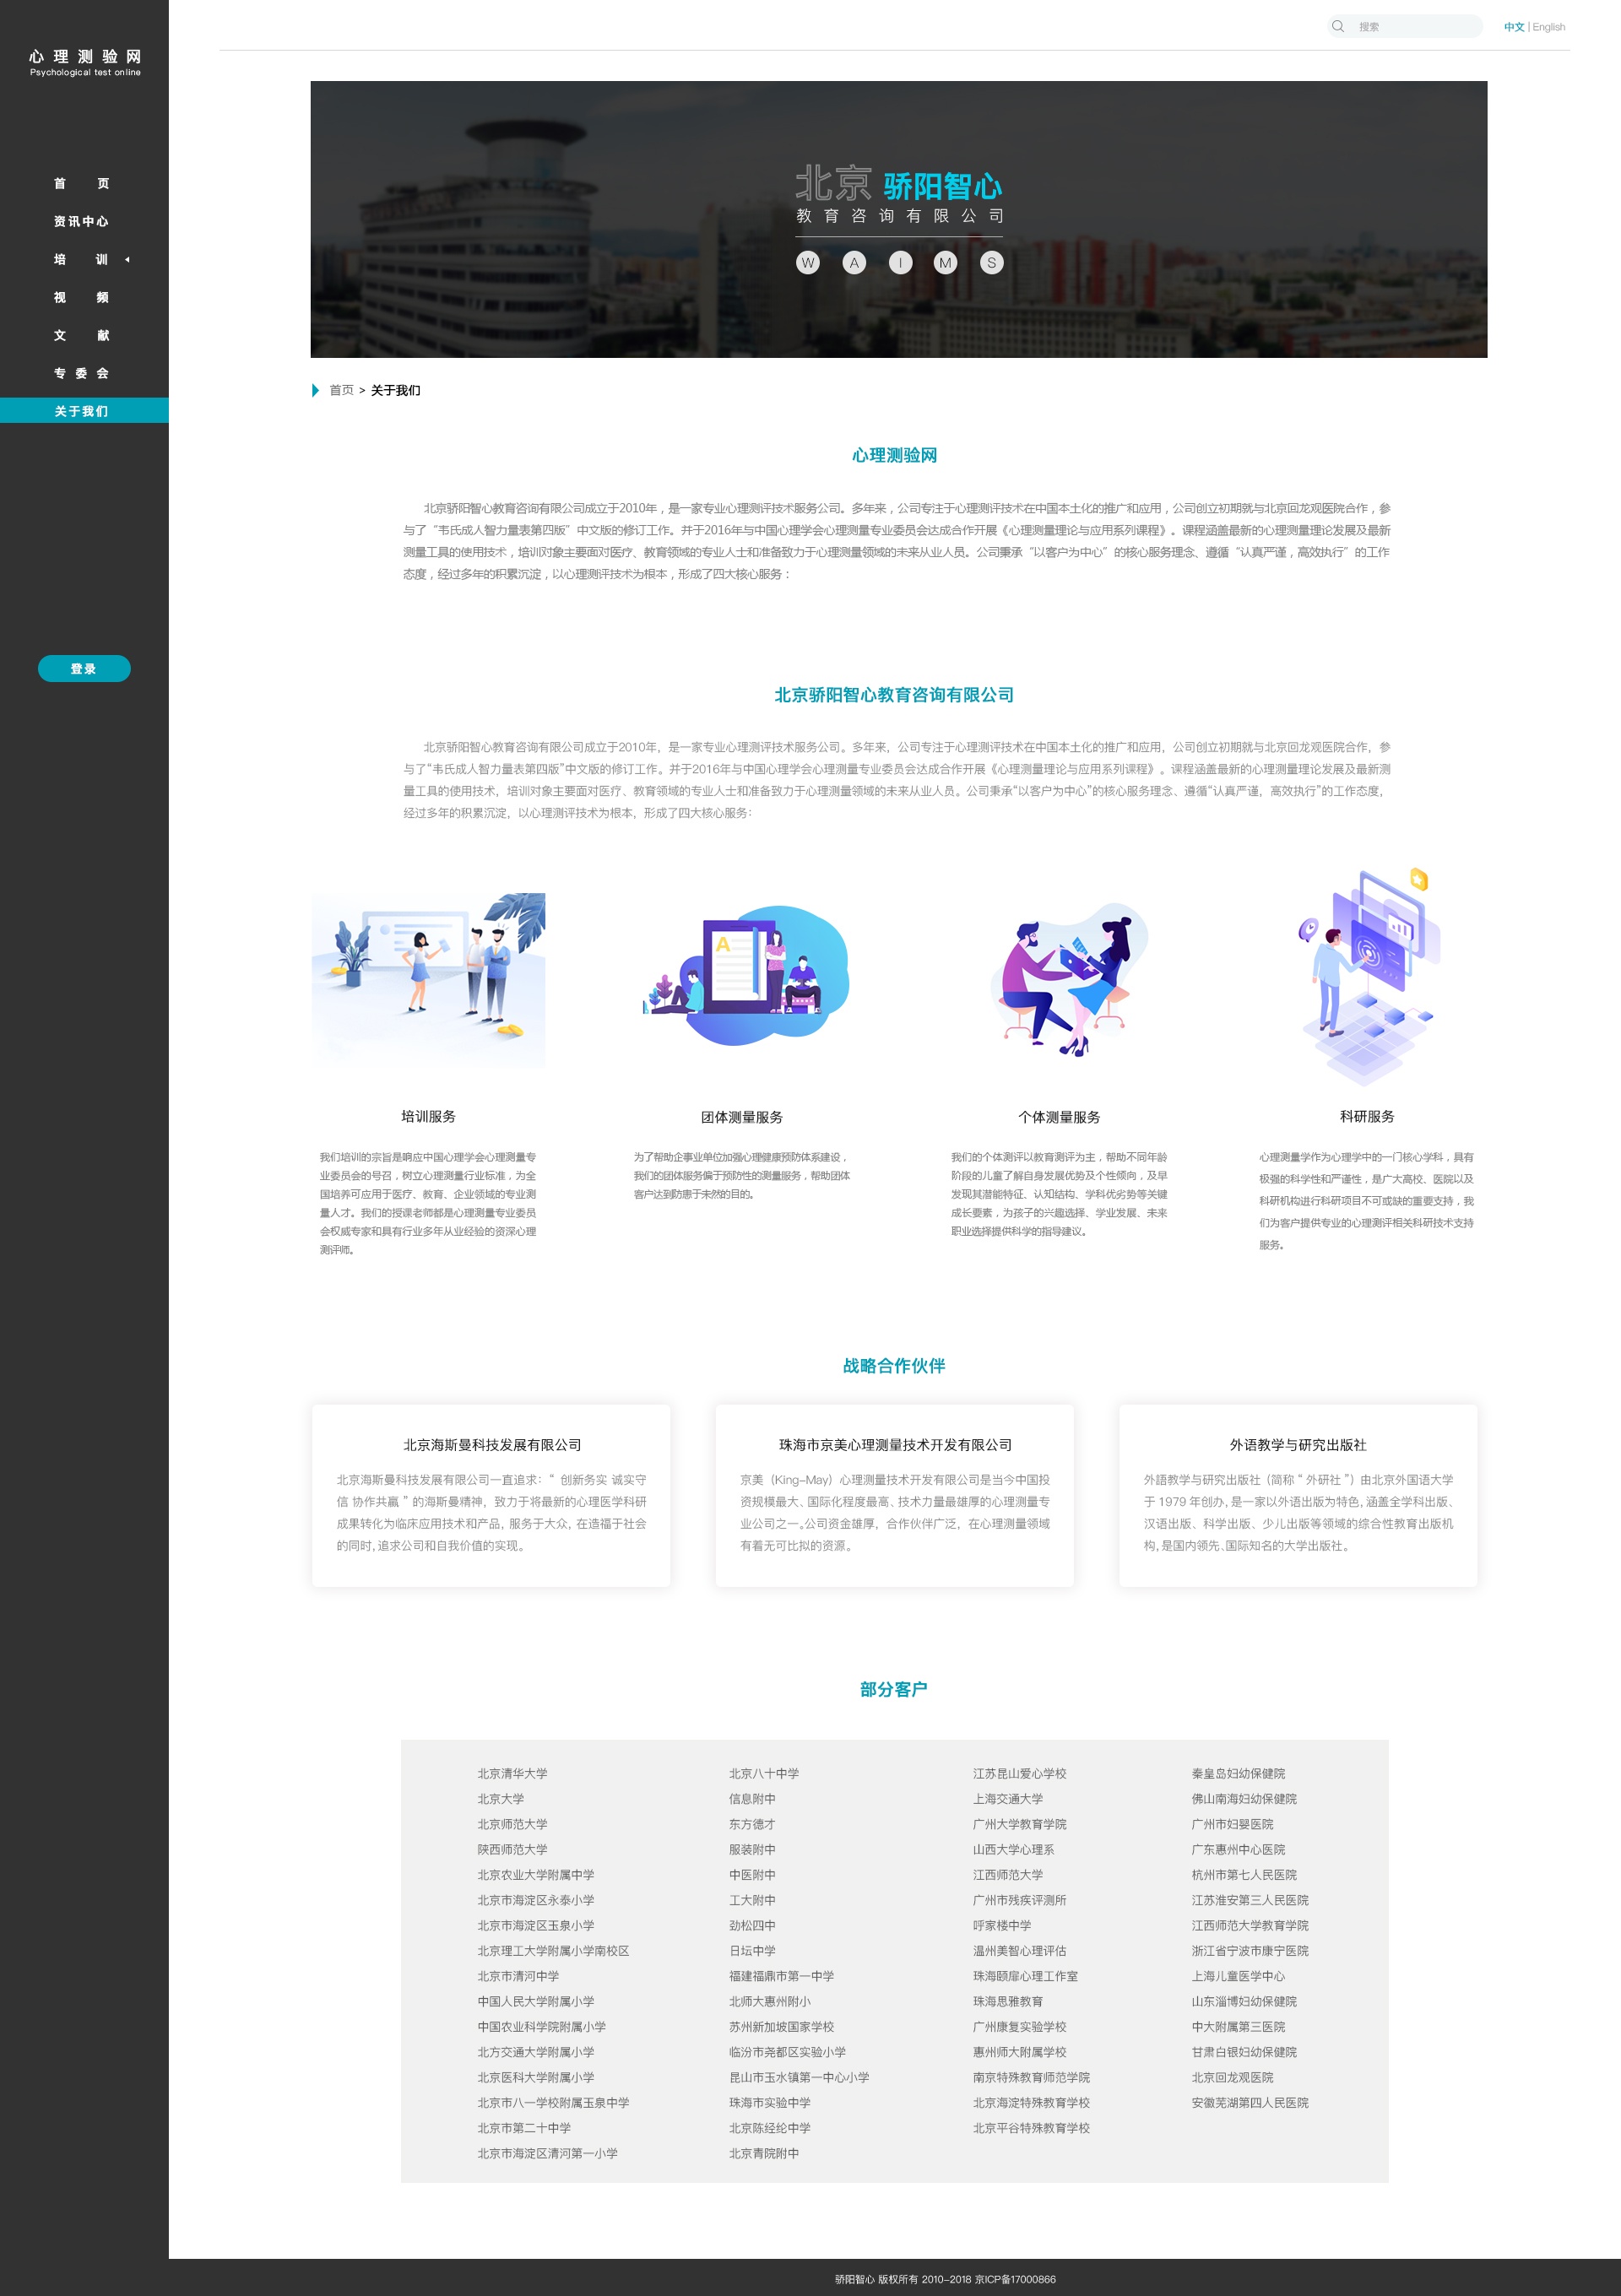 心理测验网
Psychological test online
首 页
资讯中心
培 训
视 频
文 献
专 委 会
关于我们
登录
搜索
中文 | English
北京 骄阳智心
教育咨询有限公司
W A I M S
首页 > 关于我们
心理测验网
北京骄阳智心教育咨询有限公司成立于2010年，是一家专业心理测评技术服务公司。多年来，公司专注于心理测评技术在中国本土化的推广和应用，公司创立初期就与北京回龙观医院合作，参
与了“韦氏成人智力量表第四版”中文版的修订工作。并于2016年与中国心理学会心理测量专业委员会达成合作开展《心理测量理论与应用系列课程》。课程涵盖最新的心理测量理论发展及最新
测量工具的使用技术，培训对象主要面对医疗、教育领域的专业人士和准备致力于心理测量领域的未来从业人员。公司秉承“以客户为中心”的核心服务理念、遵循“认真严谨，高效执行”的工作
态度，经过多年的积累沉淀，以心理测评技术为根本，形成了四大核心服务：
北京骄阳智心教育咨询有限公司
北京骄阳智心教育咨询有限公司成立于2010年，是一家专业心理测评技术服务公司。多年来，公司专注于心理测评技术在中国本土化的推广和应用，公司创立初期就与北京回龙观医院合作，参
与了“韦氏成人智力量表第四版”中文版的修订工作。并于2016年与中国心理学会心理测量专业委员会达成合作开展《心理测量理论与应用系列课程》。课程涵盖最新的心理测量理论发展及最新测
量工具的使用技术，培训对象主要面对医疗、教育领域的专业人士和准备致力于心理测量领域的未来从业人员。公司秉承“以客户为中心”的核心服务理念、遵循“认真严谨，高效执行”的工作态度，
经过多年的积累沉淀，以心理测评技术为根本，形成了四大核心服务：
A
培训服务
我们培训的宗旨是响应中国心理学会心理测量专
业委员会的号召，树立心理测量行业标准，为全
国培养可应用于医疗、教育、企业领域的专业测
量人才。我们的授课老师都是心理测量专业委员
会权威专家和具有行业多年从业经验的资深心理
测评师。
团体测量服务
为了帮助企事业单位加强心理健康预防体系建设，
我们的团体服务偏于预防性的测量服务，帮助团体
客户达到防患于未然的目的。
个体测量服务
我们的个体测评以教育测评为主，帮助不同年龄
阶段的儿童了解自身发展优势及个性倾向，及早
发现其潜能特征、认知结构、学科优劣势等关键
成长要素，为孩子的兴趣选择、学业发展、未来
职业选择提供科学的指导建议。
科研服务
心理测量学作为心理学中的一门核心学科，具有
极强的科学性和严谨性，是广大高校、医院以及
科研机构进行科研项目不可或缺的重要支持，我
们为客户提供专业的心理测评相关科研技术支持
服务。
战略合作伙伴
北京海斯曼科技发展有限公司
北京海斯曼科技发展有限公司一直追求：“ 创新务实 诚实守
信 协作共赢 ” 的海斯曼精神，致力于将最新的心理医学科研
成果转化为临床应用技术和产品，服务于大众，在造福于社会
的同时，追求公司和自我价值的实现。
珠海市京美心理测量技术开发有限公司
京美（King-May）心理测量技术开发有限公司是当今中国投
资规模最大、国际化程度最高、技术力量最雄厚的心理测量专
业公司之一。公司资金雄厚，合作伙伴广泛，在心理测量领域
有着无可比拟的资源。
外语教学与研究出版社
外語教学与研究出版社（简称 “ 外研社 ”）由北京外国语大学
于 1979 年创办，是一家以外语出版为特色，涵盖全学科出版、
汉语出版、科学出版、少儿出版等领域的综合性教育出版机
构，是国内领先、国际知名的大学出版社。
部分客户
北京清华大学
北京大学
北京师范大学
陕西师范大学
北京农业大学附属中学
北京市海淀区永泰小学
北京市海淀区玉泉小学
北京理工大学附属小学南校区
北京市清河中学
中国人民大学附属小学
中国农业科学院附属小学
北方交通大学附属小学
北京医科大学附属小学
北京市八一学校附属玉泉中学
北京市第二十中学
北京市海淀区清河第一小学
北京八十中学
信息附中
东方德才
服装附中
中医附中
工大附中
劲松四中
日坛中学
福建福鼎市第一中学
北师大惠州附小
苏州新加坡国家学校
临汾市尧都区实验小学
昆山市玉水镇第一中心小学
珠海市实验中学
北京陈经纶中学
北京青院附中
江苏昆山爱心学校
上海交通大学
广州大学教育学院
山西大学心理系
江西师范大学
广州市残疾评测所
呼家楼中学
温州美智心理评估
珠海颐扉心理工作室
珠海思雅教育
广州康复实验学校
惠州师大附属学校
南京特殊教育师范学院
北京海淀特殊教育学校
北京平谷特殊教育学校
秦皇岛妇幼保健院
佛山南海妇幼保健院
广州市妇婴医院
广东惠州中心医院
杭州市第七人民医院
江苏淮安第三人民医院
江西师范大学教育学院
浙江省宁波市康宁医院
上海儿童医学中心
山东淄博妇幼保健院
中大附属第三医院
甘肃白银妇幼保健院
北京回龙观医院
安徽芜湖第四人民医院
骄阳智心 版权所有 2010-2018 京ICP备17000866